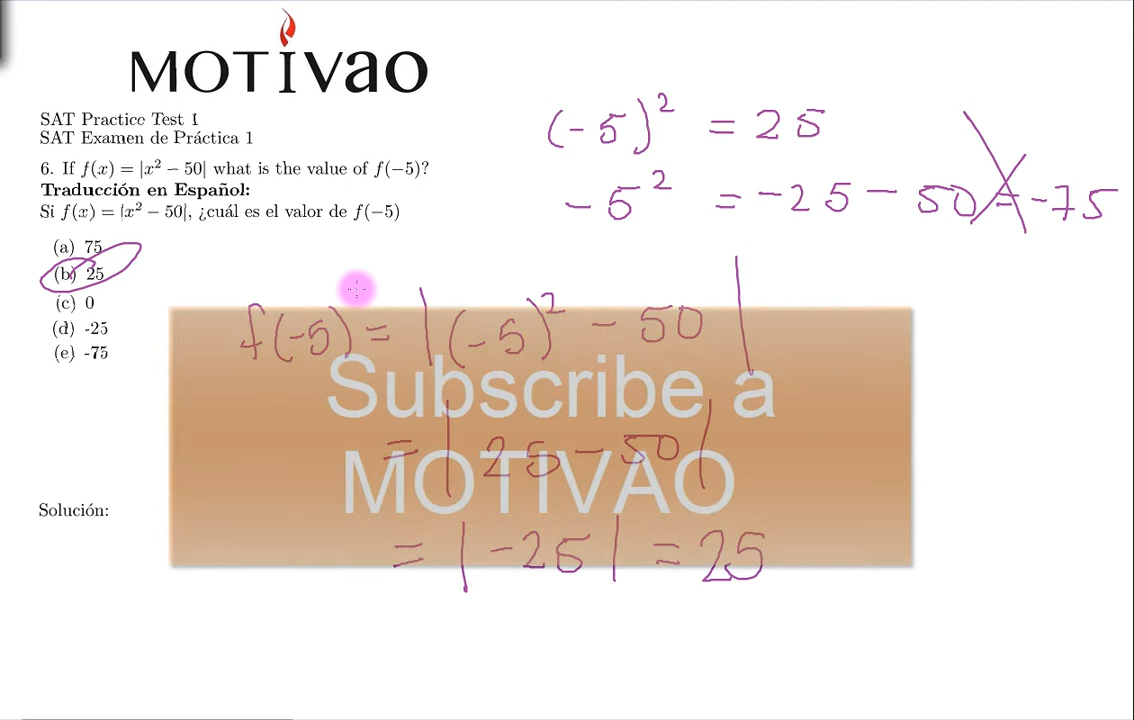 MOTIVAO
SAT Practice Test 1
SAT Examen de Práctica 1
6. If f(x) = |x² − 50| what is the value of f(−5)?
Traducción en Español:
Si f(x) = |x² − 50|, ¿cuál es el valor de f(−5)
(a) 75
(b) 25
(c) 0
(d) -25
(e) -75
Solución:
(-5)² = 25
-5² = -25 - 50 = -75
f(-5) = |(-5)² - 50|
= |25 - 50|
= |-25| = 25
Subscribe a
MOTIVAO